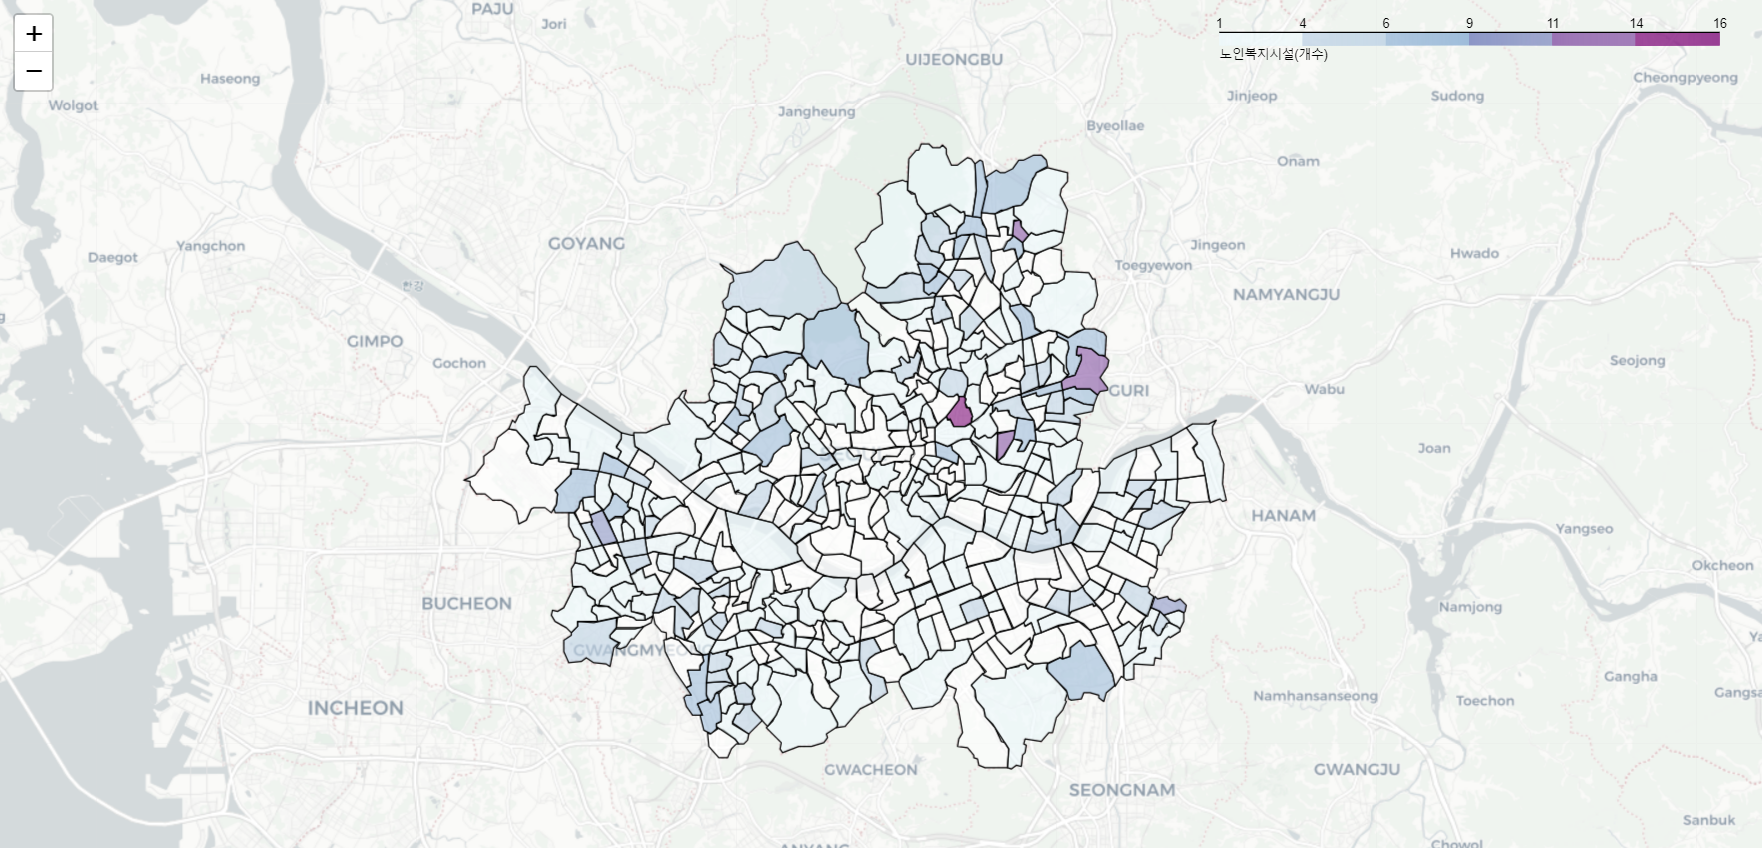 +
−
1 4 6 9 11 14 16
노인복지시설(개수)
PAJU
Jori
UIJEONGBU
Haseong
Cheongpyeong
Wolgot
Jangheung
Jinjeop
Sudong
Byeollae
Onam
Yangchon
GOYANG
Jingeon
Daegot
Toegyewon
Hwado
한강
NAMYANGJU
GIMPO
Gochon
Seojong
GURI
Wabu
Joan
HANAM
Yangseo
Okcheon
BUCHEON
Namjong
GWANGMYEONG
Gangha
INCHEON
Namhansanseong
Toechon
Gangsa
GWACHEON
GWANGJU
SEONGNAM
Sanbuk
ANYANG
Chowol